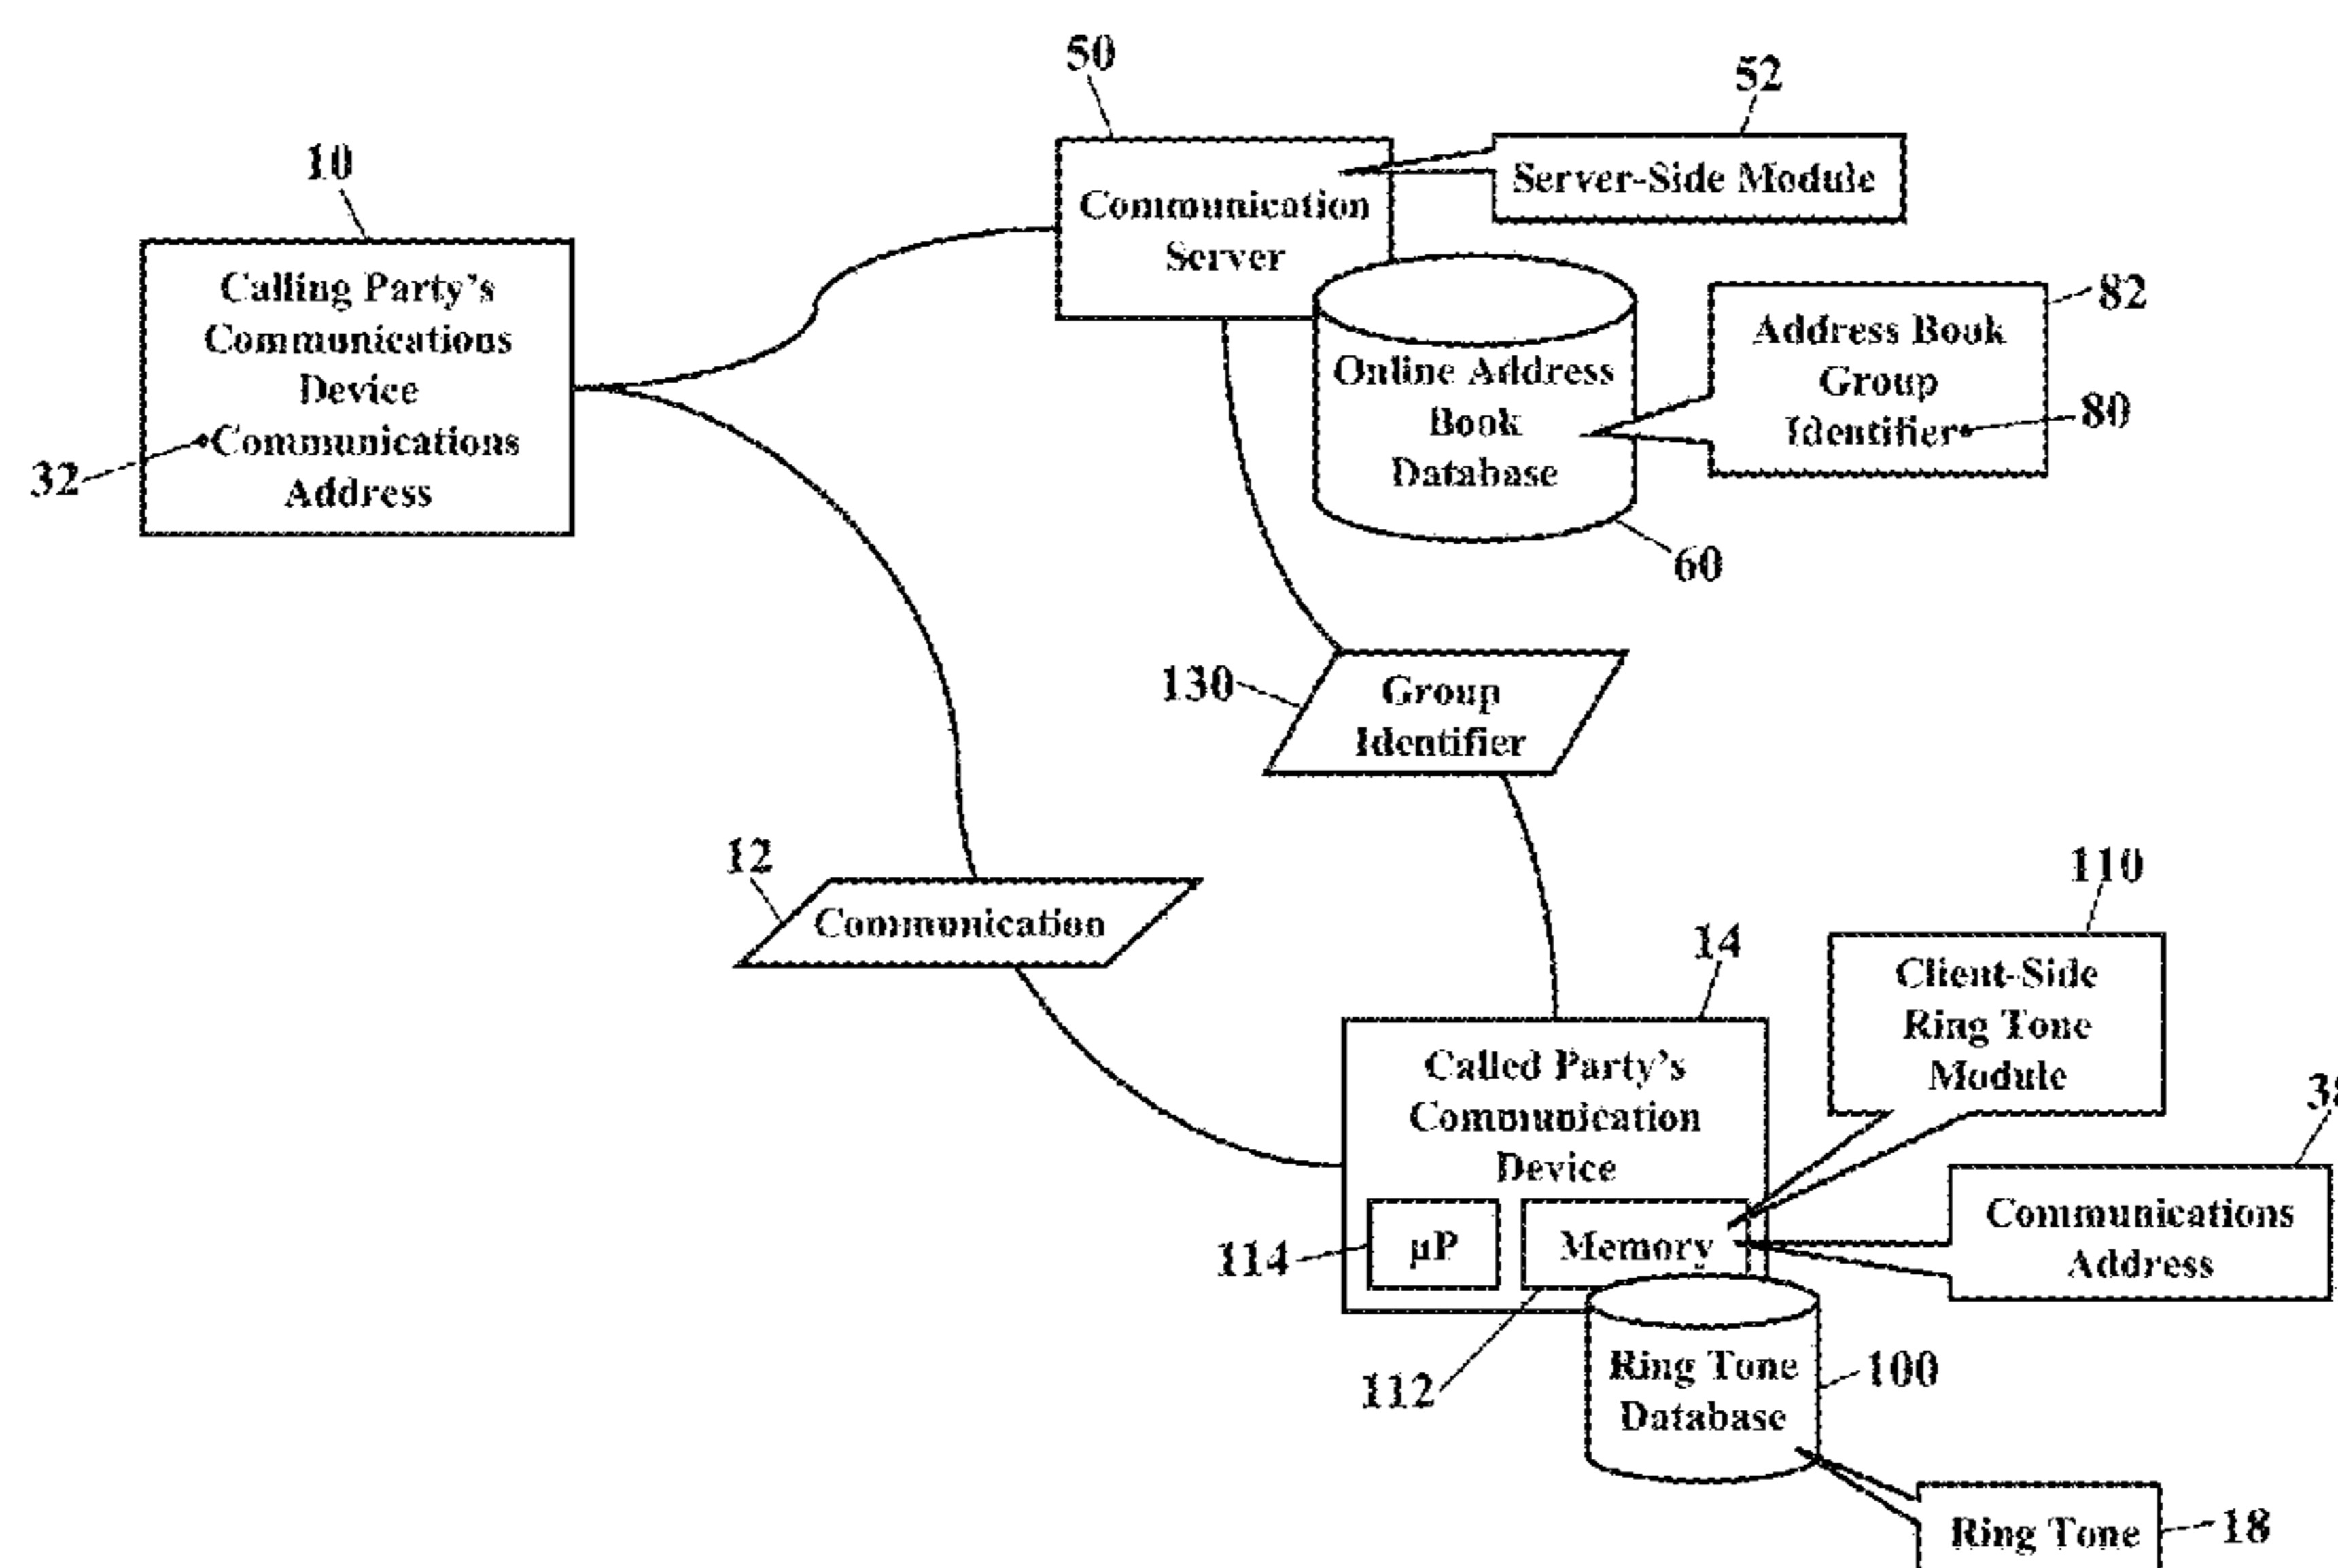 50
52
10
Server-Side Module
Communication
Server
Calling Party's
Communications
Device
Communications
Address
32
82
Address Book
Group
Identifier
80
Online Address
Book
Database
60
130
Group
Identifier
12
Communication
110
14
Client-Side
Ring Tone
Module
Called Party's
Communication
Device
Communications
Address
114
µP
Memory
112
Ring Tone
Database
100
Ring Tone
18